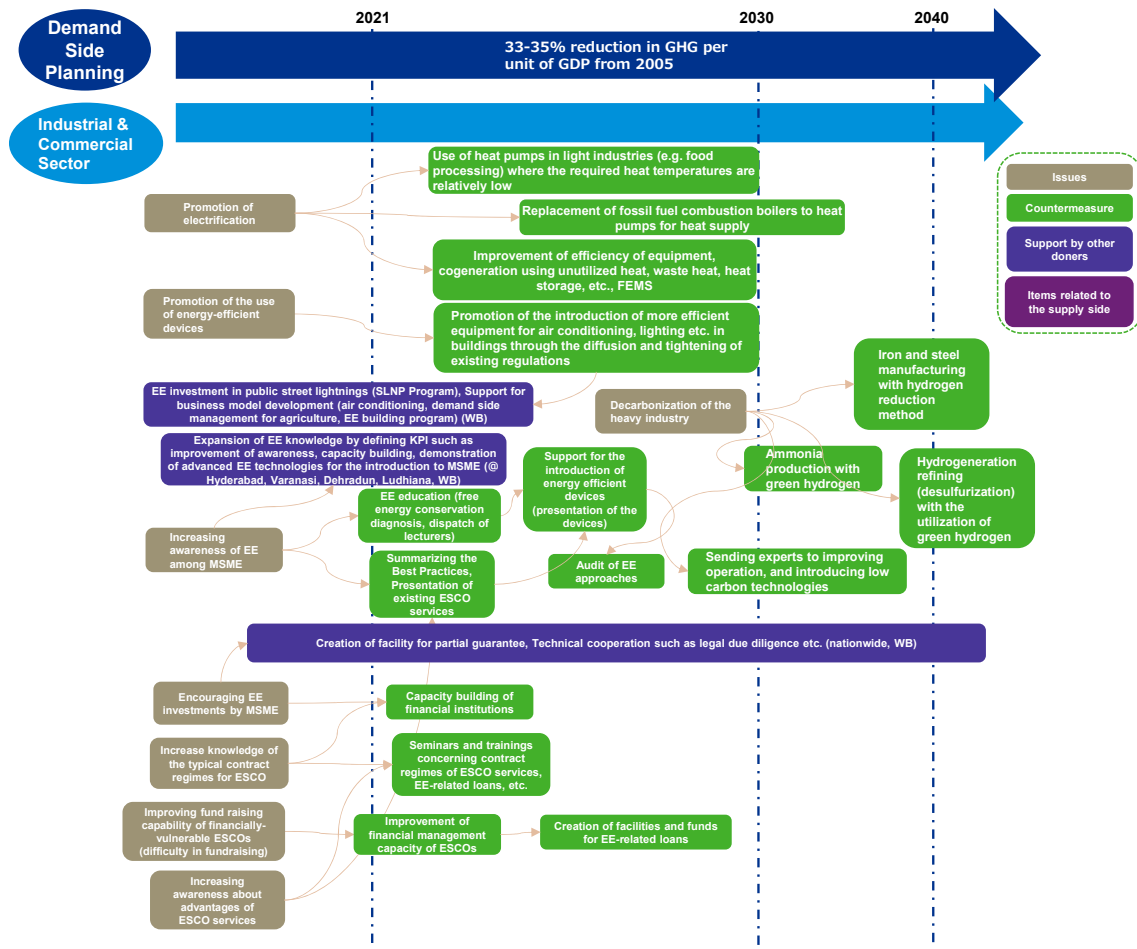 2021
2030
2040
Demand
Side
Planning
33-35% reduction in GHG per
unit of GDP from 2005
Industrial &
Commercial
Sector
Use of heat pumps in light industries (e.g. food
processing) where the required heat temperatures are
relatively low
Issues
Countermeasure
Support by other
doners
Items related to
the supply side
Promotion of
electrification
Replacement of fossil fuel combustion boilers to heat
pumps for heat supply
Improvement of efficiency of equipment,
cogeneration using unutilized heat, waste heat, heat
storage, etc., FEMS
Promotion of the use
of energy-efficient
devices
Promotion of the introduction of more efficient
equipment for air conditioning, lighting etc. in
buildings through the diffusion and tightening of
existing regulations
Iron and steel
manufacturing
with hydrogen
reduction
method
EE investment in public street lightnings (SLNP Program), Support for
business model development (air conditioning, demand side
management for agriculture, EE building program) (WB)
Decarbonization of the
heavy industry
Expansion of EE knowledge by defining KPI such as
improvement of awareness, capacity building, demonstration
of advanced EE technologies for the introduction to MSME (@
Hyderabad, Varanasi, Dehradun, Ludhiana, WB)
Support for the
introduction of
energy efficient
devices
(presentation of the
devices)
Ammonia
production with
green hydrogen
Hydrogeneration
refining
(desulfurization)
with the
utilization of
green hydrogen
EE education (free
energy conservation
diagnosis, dispatch of
lecturers)
Increasing
awareness of EE
among MSME
Summarizing the
Best Practices,
Presentation of
existing ESCO
services
Audit of EE
approaches
Sending experts to improving
operation, and introducing low
carbon technologies
Creation of facility for partial guarantee, Technical cooperation such as legal due diligence etc. (nationwide, WB)
Encouraging EE
investments by MSME
Capacity building of
financial institutions
Increase knowledge of
the typical contract
regimes for ESCO
Seminars and trainings
concerning contract
regimes of ESCO services,
EE-related loans, etc.
Improving fund raising
capability of financially-
vulnerable ESCOs
(difficulty in fundraising)
Improvement of
financial management
capacity of ESCOs
Creation of facilities and funds
for EE-related loans
Increasing
awareness about
advantages of
ESCO services